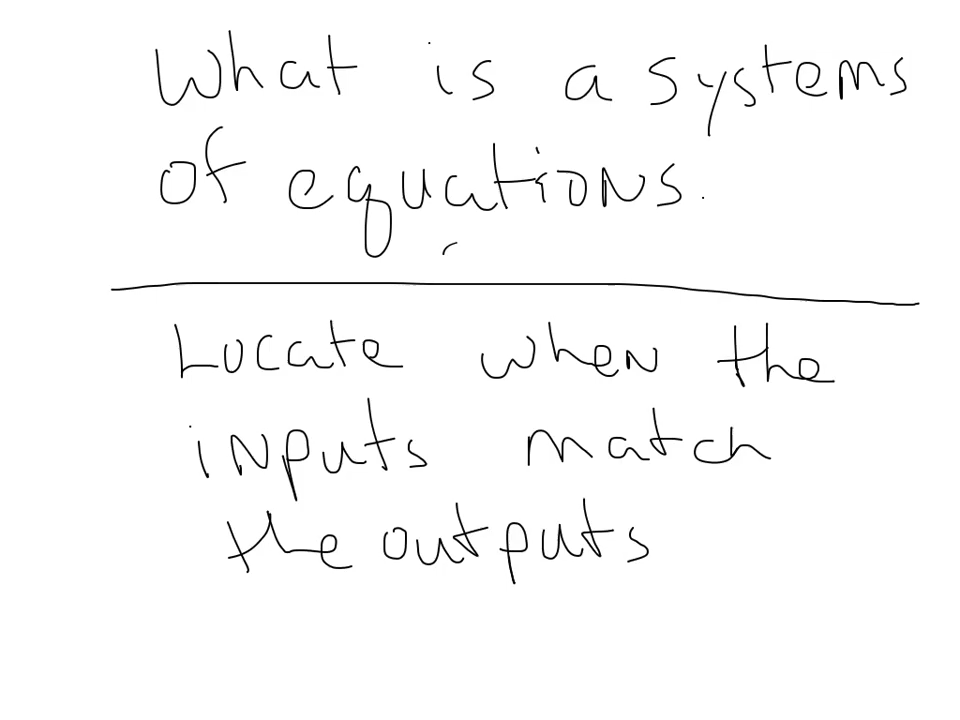 What is a systems
of equations.
Locate when the
inputs match
the outputs